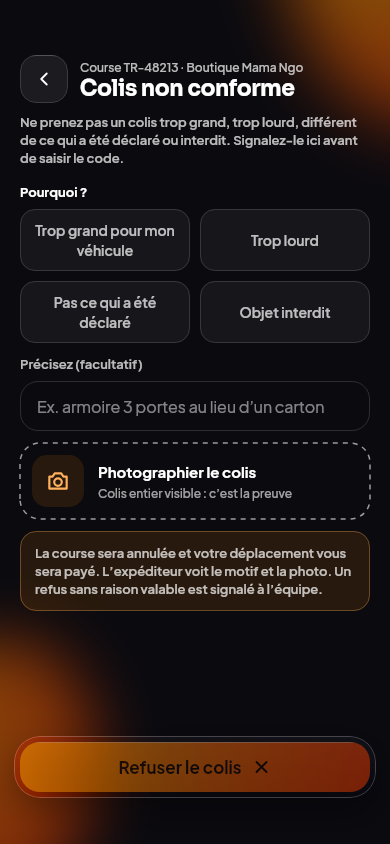 Course TR-48213 · Boutique Mama Ngo
Colis non conforme
Ne prenez pas un colis trop grand, trop lourd, différent
de ce qui a été déclaré ou interdit. Signalez-le ici avant
de saisir le code.
Pourquoi ?
Trop grand pour mon
véhicule
Trop lourd
Pas ce qui a été
déclaré
Objet interdit
Précisez (facultatif)
Ex. armoire 3 portes au lieu d'un carton
Photographier le colis
Colis entier visible : c'est la preuve
La course sera annulée et votre déplacement vous
sera payé. L'expéditeur voit le motif et la photo. Un
refus sans raison valable est signalé à l'équipe.
Refuser le colis